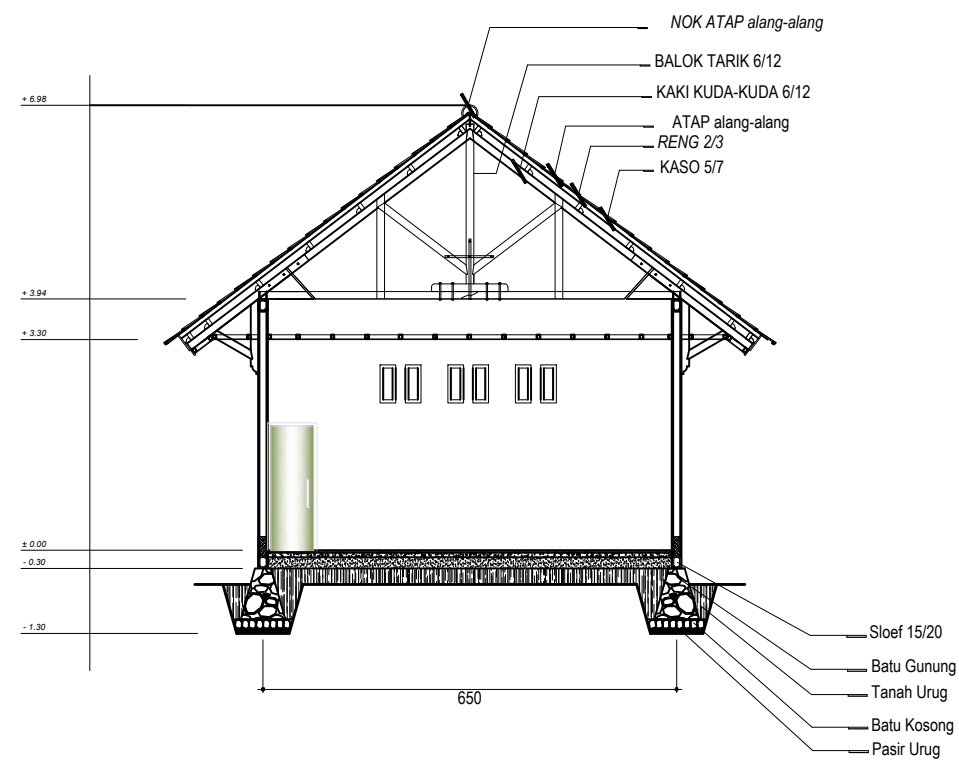 NOK ATAP alang-alang
BALOK TARIK 6/12
KAKI KUDA-KUDA 6/12
ATAP alang-alang
RENG 2/3
KASO 5/7
+ 6.98
+ 3.94
+ 3.30
± 0.00
- 0.30
- 1.30
650
Sloef 15/20
Batu Gunung
Tanah Urug
Batu Kosong
Pasir Urug